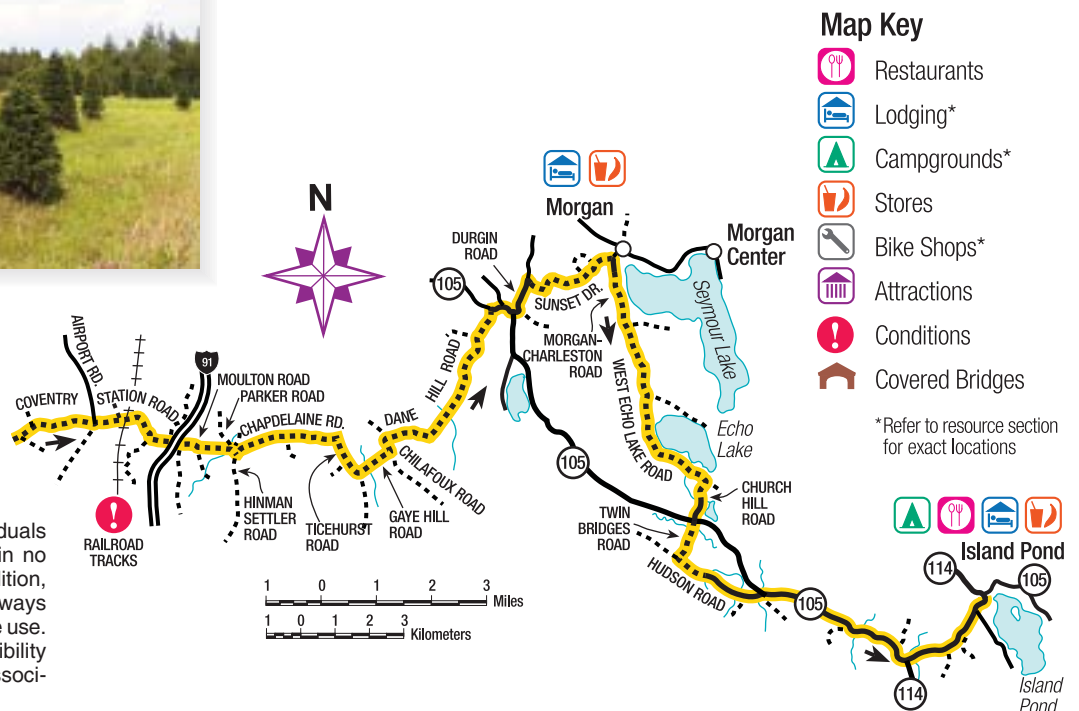 Map Key
Restaurants
Lodging*
Campgrounds*
Stores
Bike Shops*
Attractions
Conditions
Covered Bridges
*Refer to resource section
for exact locations
N
Morgan
Morgan
Center
DURGIN
ROAD
105
SUNSET DR.
Seymour Lake
MORGAN-
CHARLESTON
ROAD
WEST ECHO LAKE ROAD
Echo
Lake
AIRPORT RD.
91
MOULTON ROAD
PARKER ROAD
COVENTRY
STATION ROAD
CHAPDELAINE RD.
DANE
HILL ROAD
CHILAFOUX ROAD
105
CHURCH
HILL
ROAD
HINMAN
SETTLER
ROAD
TICEHURST
ROAD
GAYE HILL
ROAD
TWIN
BRIDGES
ROAD
HUDSON ROAD
!
RAILROAD
TRACKS
Island Pond
114
105
105
114
Island
Pond
1 0 1 2 3
Miles
1 0 1 2 3
Kilometers
duals
in no
dition,
ways
e use.
ibility
ssoci-